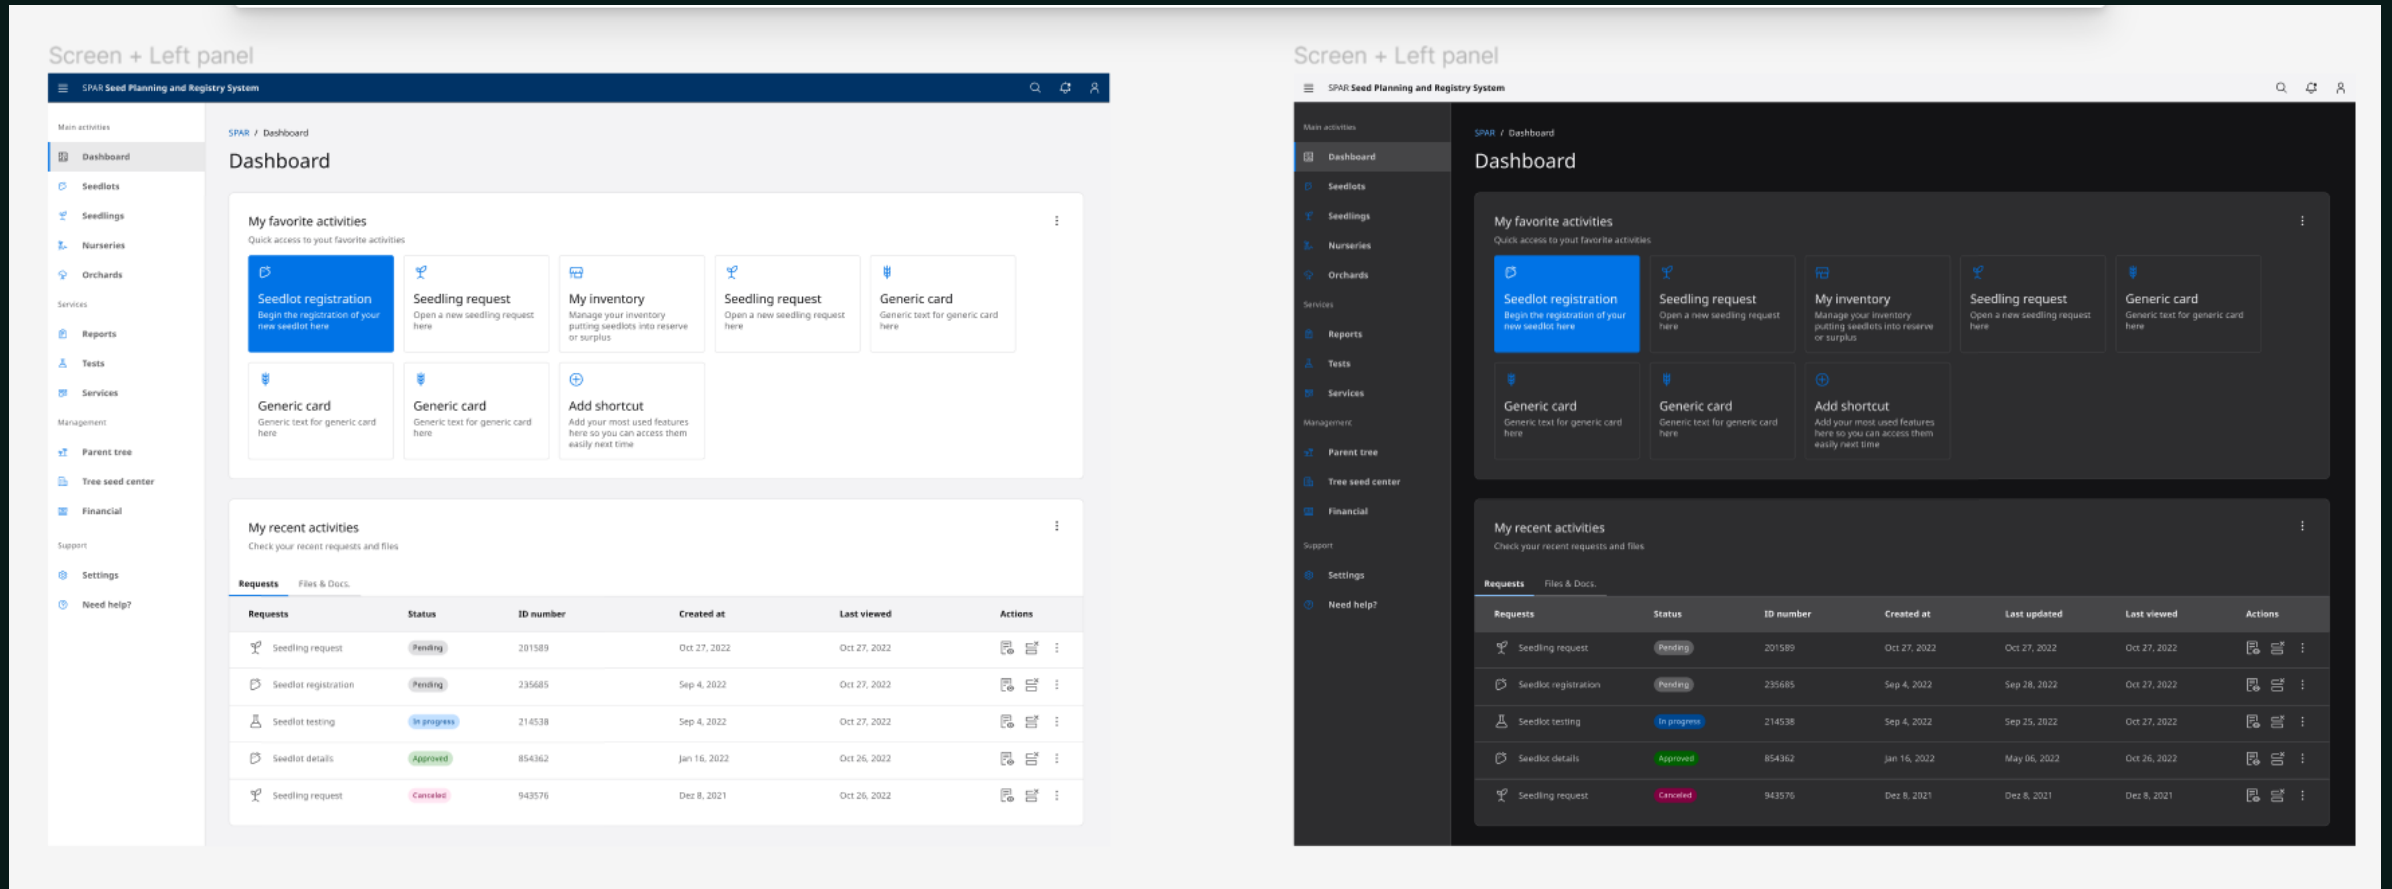 Screen + Left panel
SPAR Seed Planning and Registry System
Main activities
Dashboard
Seedlots
Seedlings
Nurseries
Orchards
Services
Reports
Tests
Services
Management
Parent tree
Tree seed center
Financial
Support
Settings
Need help?
SPAR / Dashboard
Dashboard
My favorite activities
Quick access to yout favorite activities
Seedlot registration
Begin the registration of your
new seedlot here
Seedling request
Open a new seedling request
here
My inventory
Manage your inventory
putting seedlots into reserve
or surplus
Seedling request
Open a new seedling request
here
Generic card
Generic text for generic card
here
Generic card
Generic text for generic card
here
Generic card
Generic text for generic card
here
Add shortcut
Add your most used features
here so you can access them
easily next time
My recent activities
Check your recent requests and files
Requests Files & Docs.
Requests Status ID number Created at Last viewed Actions
Seedling request Pending 201589 Oct 27, 2022 Oct 27, 2022
Seedlot registration Pending 235685 Sep 4, 2022 Oct 27, 2022
Seedlot testing In progress 214538 Sep 4, 2022 Oct 27, 2022
Seedlot details Approved 854362 Jan 16, 2022 Oct 26, 2022
Seedling request Canceled 943576 Dez 8, 2021 Oct 26, 2022
Screen + Left panel
SPAR Seed Planning and Registry System
Main activities
Dashboard
Seedlots
Seedlings
Nurseries
Orchards
Services
Reports
Tests
Services
Management
Parent tree
Tree seed center
Financial
Support
Settings
Need help?
SPAR / Dashboard
Dashboard
My favorite activities
Quick access to yout favorite activities
Seedlot registration
Begin the registration of your
new seedlot here
Seedling request
Open a new seedling request
here
My inventory
Manage your inventory
putting seedlots into reserve
or surplus
Seedling request
Open a new seedling request
here
Generic card
Generic text for generic card
here
Generic card
Generic text for generic card
here
Generic card
Generic text for generic card
here
Add shortcut
Add your most used features
here so you can access them
easily next time
My recent activities
Check your recent requests and files
Requests Files & Docs.
Requests Status ID number Created at Last updated Last viewed Actions
Seedling request Pending 201589 Oct 27, 2022 Oct 27, 2022 Oct 27, 2022
Seedlot registration Pending 235685 Sep 4, 2022 Sep 28, 2022 Oct 27, 2022
Seedlot testing In progress 214538 Sep 4, 2022 Sep 25, 2022 Oct 27, 2022
Seedlot details Approved 854362 Jan 16, 2022 May 06, 2022 Oct 26, 2022
Seedling request Canceled 943576 Dez 8, 2021 Dez 8, 2021 Dez 8, 2021